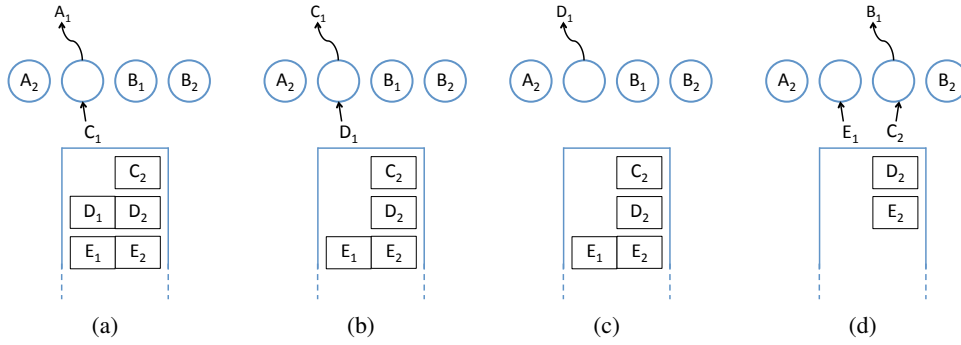 A₁ C₁ D₁ B₁
A₂ B₁ B₂ A₂ B₁ B₂ A₂ B₁ B₂ A₂ B₂
C₁ D₁ E₁ C₂
C₂ C₂ C₂ D₂
D₁ D₂ D₂ D₂ E₂
E₁ E₂ E₁ E₂ E₁ E₂
(a) (b) (c) (d)